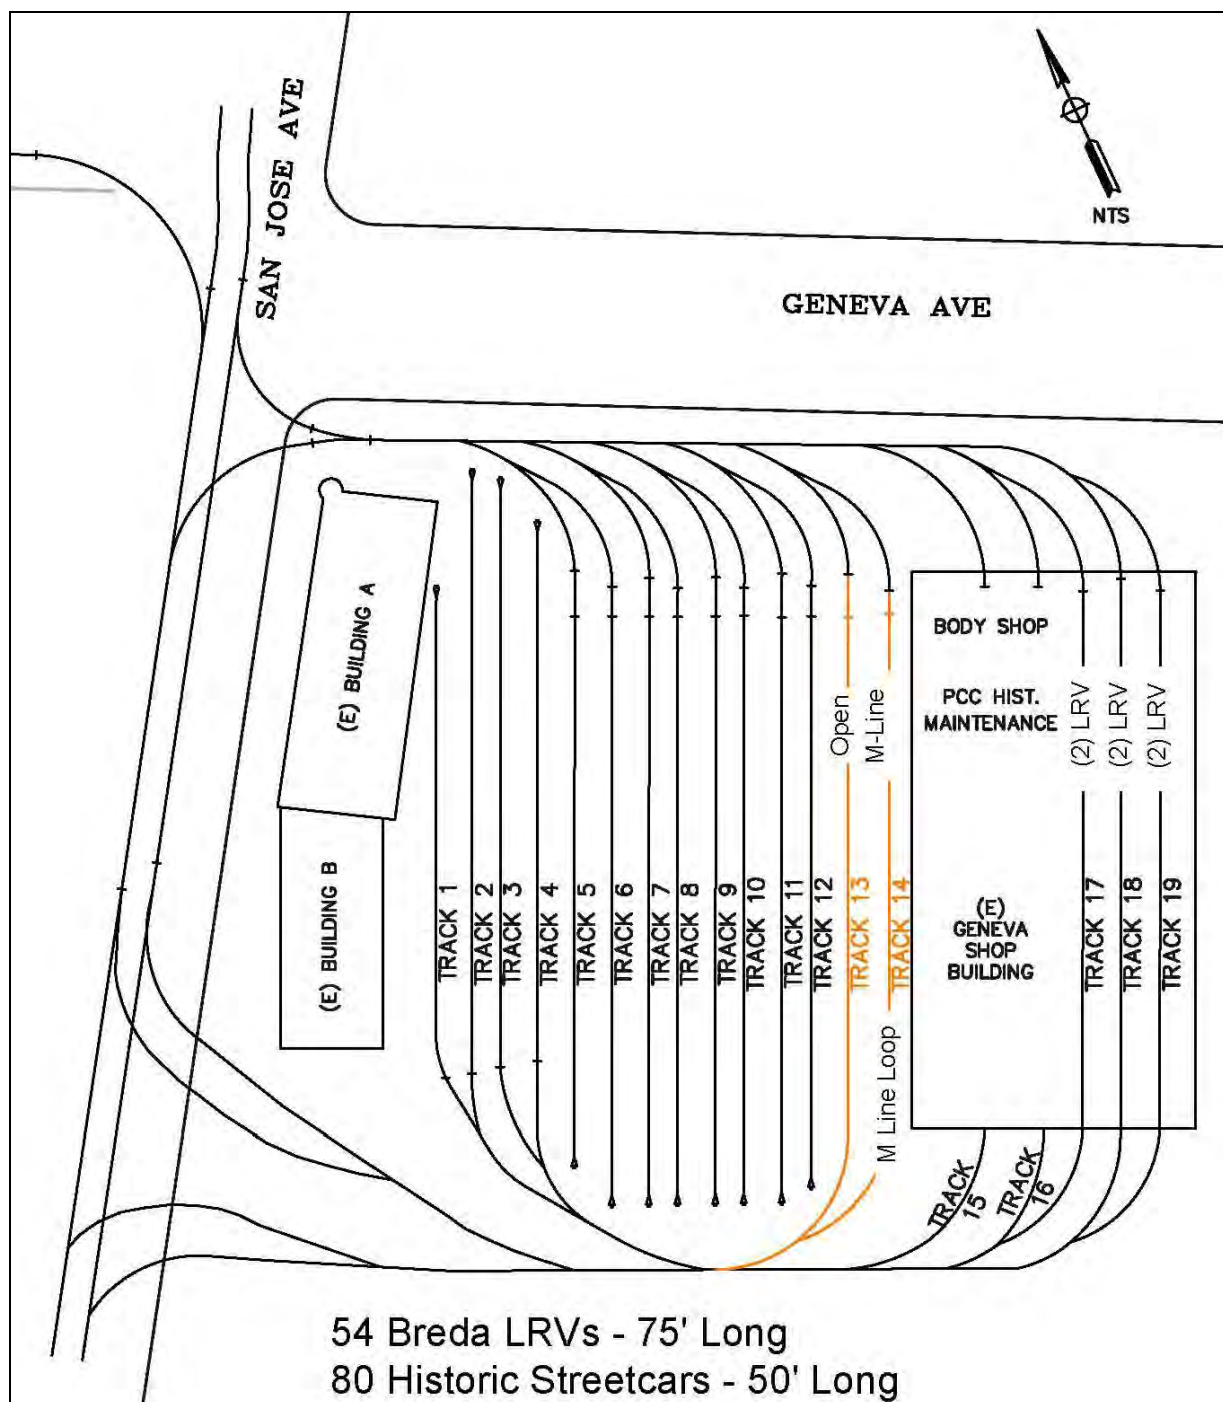 SAN JOSE AVE
NTS
GENEVA AVE
(E) BUILDING A
(E) BUILDING B
BODY SHOP
PCC HIST.
MAINTENANCE
(2) LRV
(2) LRV
(2) LRV
Open
M-Line
TRACK 1
TRACK 2
TRACK 3
TRACK 4
TRACK 5
TRACK 6
TRACK 7
TRACK 8
TRACK 9
TRACK 10
TRACK 11
TRACK 12
TRACK 13
TRACK 14
(E)
GENEVA
SHOP
BUILDING
TRACK 17
TRACK 18
TRACK 19
M Line Loop
TRACK
15
TRACK
16
54 Breda LRVs - 75' Long
80 Historic Streetcars - 50' Long